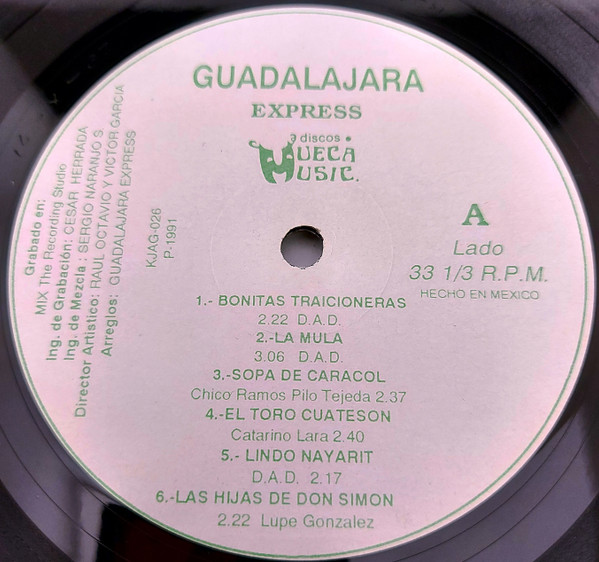 GUADALAJARA
EXPRESS
discos
MUECA
MUSIC.
A
Lado
33 1/3 R.P.M.
HECHO EN MEXICO
Grabado en:
MIX The Recording Studio
Ing. de Grabación: CESAR HERRADA
Ing. de Mezcla : SERGIO NARANJO S.
Director Artistico: RAUL OCTAVIO Y VICTOR GARCIA
Arreglos: GUADALAJARA EXPRESS
KJAG-026
P-1991
1.- BONITAS TRAICIONERAS
2.22 D.A.D.
2.-LA MULA
3.06 D.A.D.
3.-SOPA DE CARACOL
Chico Ramos Pilo Tejeda 2.37
4.-EL TORO CUATESON
Catarino Lara 2.40
5.- LINDO NAYARIT
D.A.D. 2.17
6.-LAS HIJAS DE DON SIMON
2.22 Lupe Gonzalez